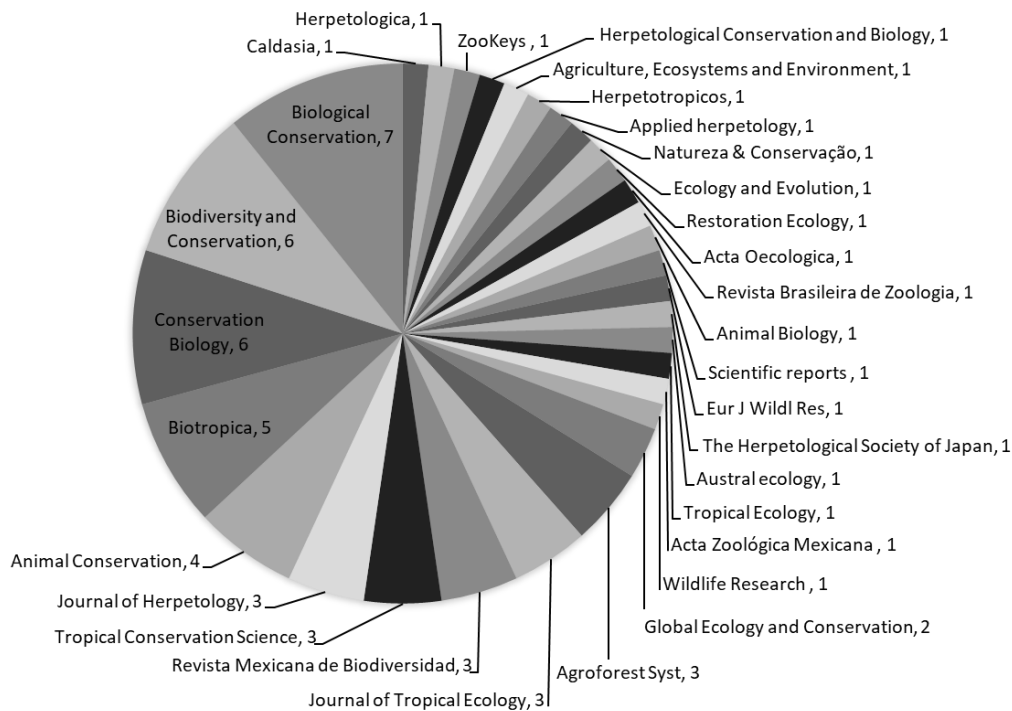 Herpetologica, 1
Caldasia, 1
ZooKeys , 1
Herpetological Conservation and Biology, 1
Agriculture, Ecosystems and Environment, 1
Herpetotropicos, 1
Applied herpetology, 1
Natureza & Conservação, 1
Ecology and Evolution, 1
Restoration Ecology, 1
Acta Oecologica, 1
Revista Brasileira de Zoologia, 1
Animal Biology, 1
Scientific reports , 1
Eur J Wildl Res, 1
The Herpetological Society of Japan, 1
Austral ecology, 1
Tropical Ecology, 1
Acta Zoológica Mexicana , 1
Wildlife Research , 1
Global Ecology and Conservation, 2
Agroforest Syst, 3
Journal of Tropical Ecology, 3
Revista Mexicana de Biodiversidad, 3
Tropical Conservation Science, 3
Journal of Herpetology, 3
Animal Conservation, 4
Biotropica, 5
Conservation
Biology, 6
Biodiversity and
Conservation, 6
Biological
Conservation, 7